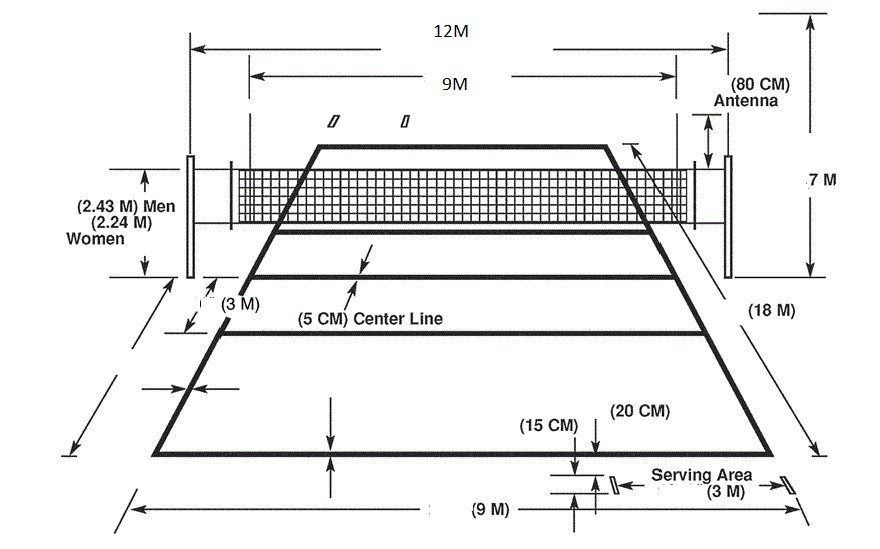 12M
9M
(80 CM)
Antenna
7 M
(2.43 M) Men
(2.24 M)
Women
(3 M)
(5 CM) Center Line
(18 M)
(20 CM)
(15 CM)
Serving Area
(3 M)
(9 M)